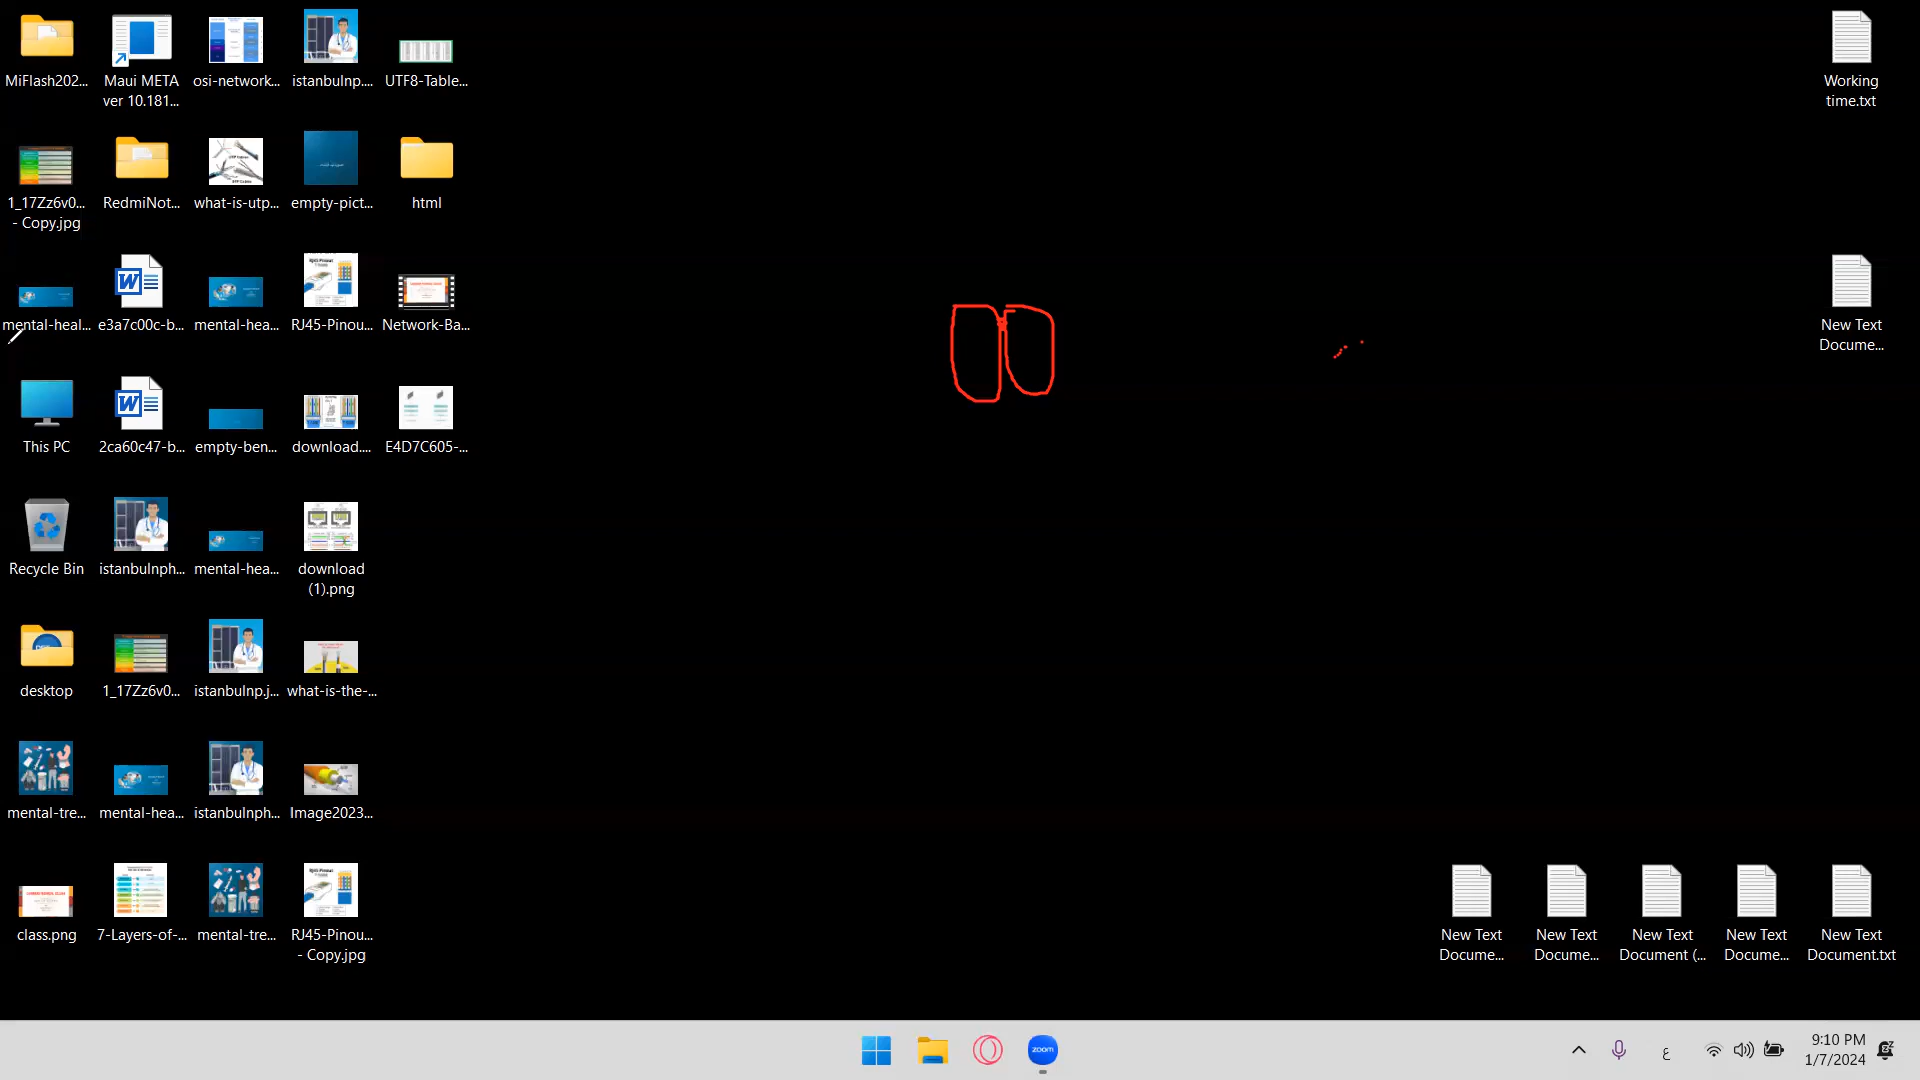 MiFlash202...
Maui META
ver 10.181...
osi-network...
istanbulnp....
UTF8-Table...
Working
time.txt
1_17Zz6v0...
- Copy.jpg
RedmiNot...
what-is-utp...
empty-pict...
html
mental-heal...
e3a7c00c-b...
mental-hea...
RJ45-Pinou...
Network-Ba...
New Text
Docume...
This PC
2ca60c47-b...
empty-ben...
download....
E4D7C605-...
Recycle Bin
istanbulnph...
mental-hea...
download
(1).png
desktop
1_17Zz6v0...
istanbulnp.j...
what-is-the-...
mental-tre...
mental-hea...
istanbulnph...
Image2023...
class.png
7-Layers-of-...
mental-tre...
RJ45-Pinou...
- Copy.jpg
New Text
Docume...
New Text
Docume...
New Text
Document (...
New Text
Docume...
New Text
Document.txt
zoom
ع
9:10 PM
1/7/2024